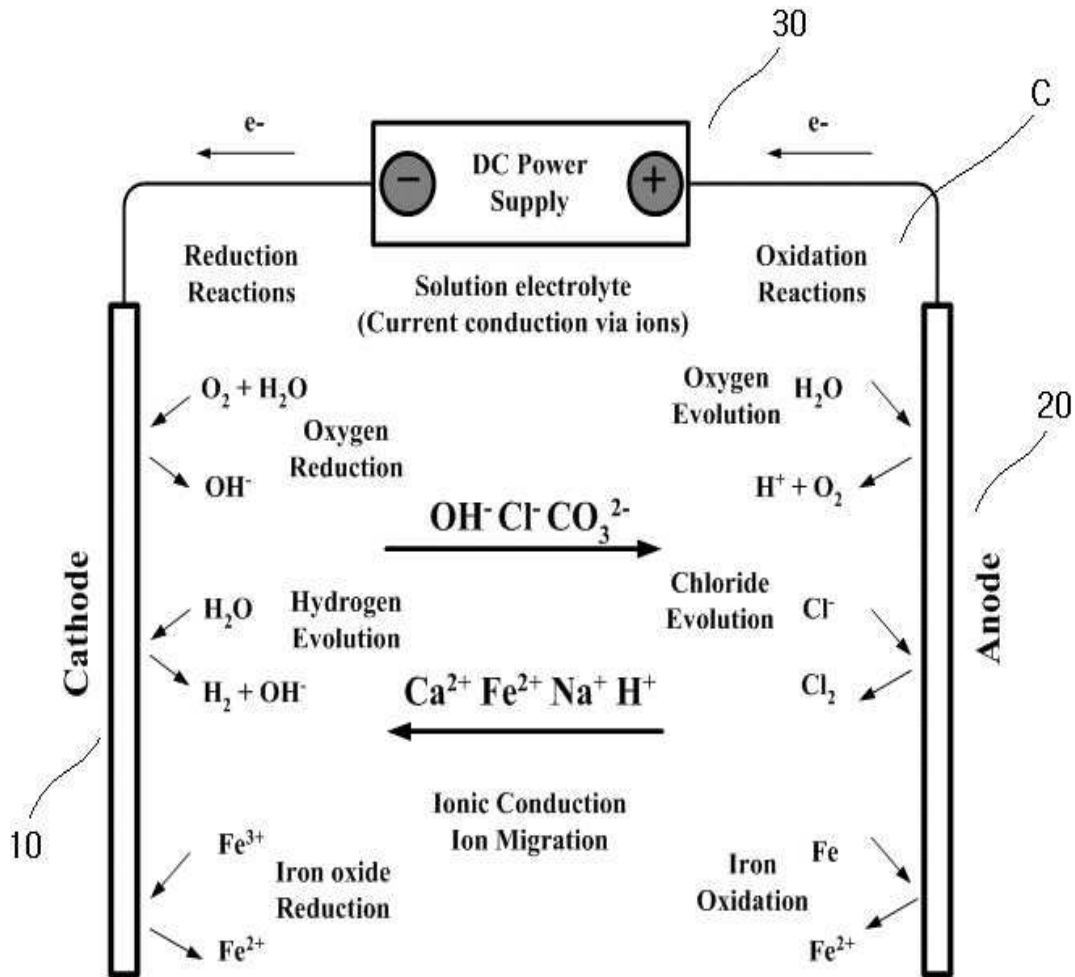 30
C
e-
e-
− DC Power +
Supply
Reduction
Reactions
Oxidation
Reactions
Solution electrolyte
(Current conduction via ions)
O₂ + H₂O
Oxygen
Reduction
OH⁻
Oxygen
Evolution
H₂O
H⁺ + O₂
20
OH⁻ Cl⁻ CO₃²⁻
Cathode
H₂O
Hydrogen
Evolution
H₂ + OH⁻
Chloride
Evolution
Cl⁻
Cl₂
Anode
Ca²⁺ Fe²⁺ Na⁺ H⁺
10
Ionic Conduction
Ion Migration
Fe³⁺
Iron oxide
Reduction
Fe²⁺
Fe
Iron
Oxidation
Fe²⁺